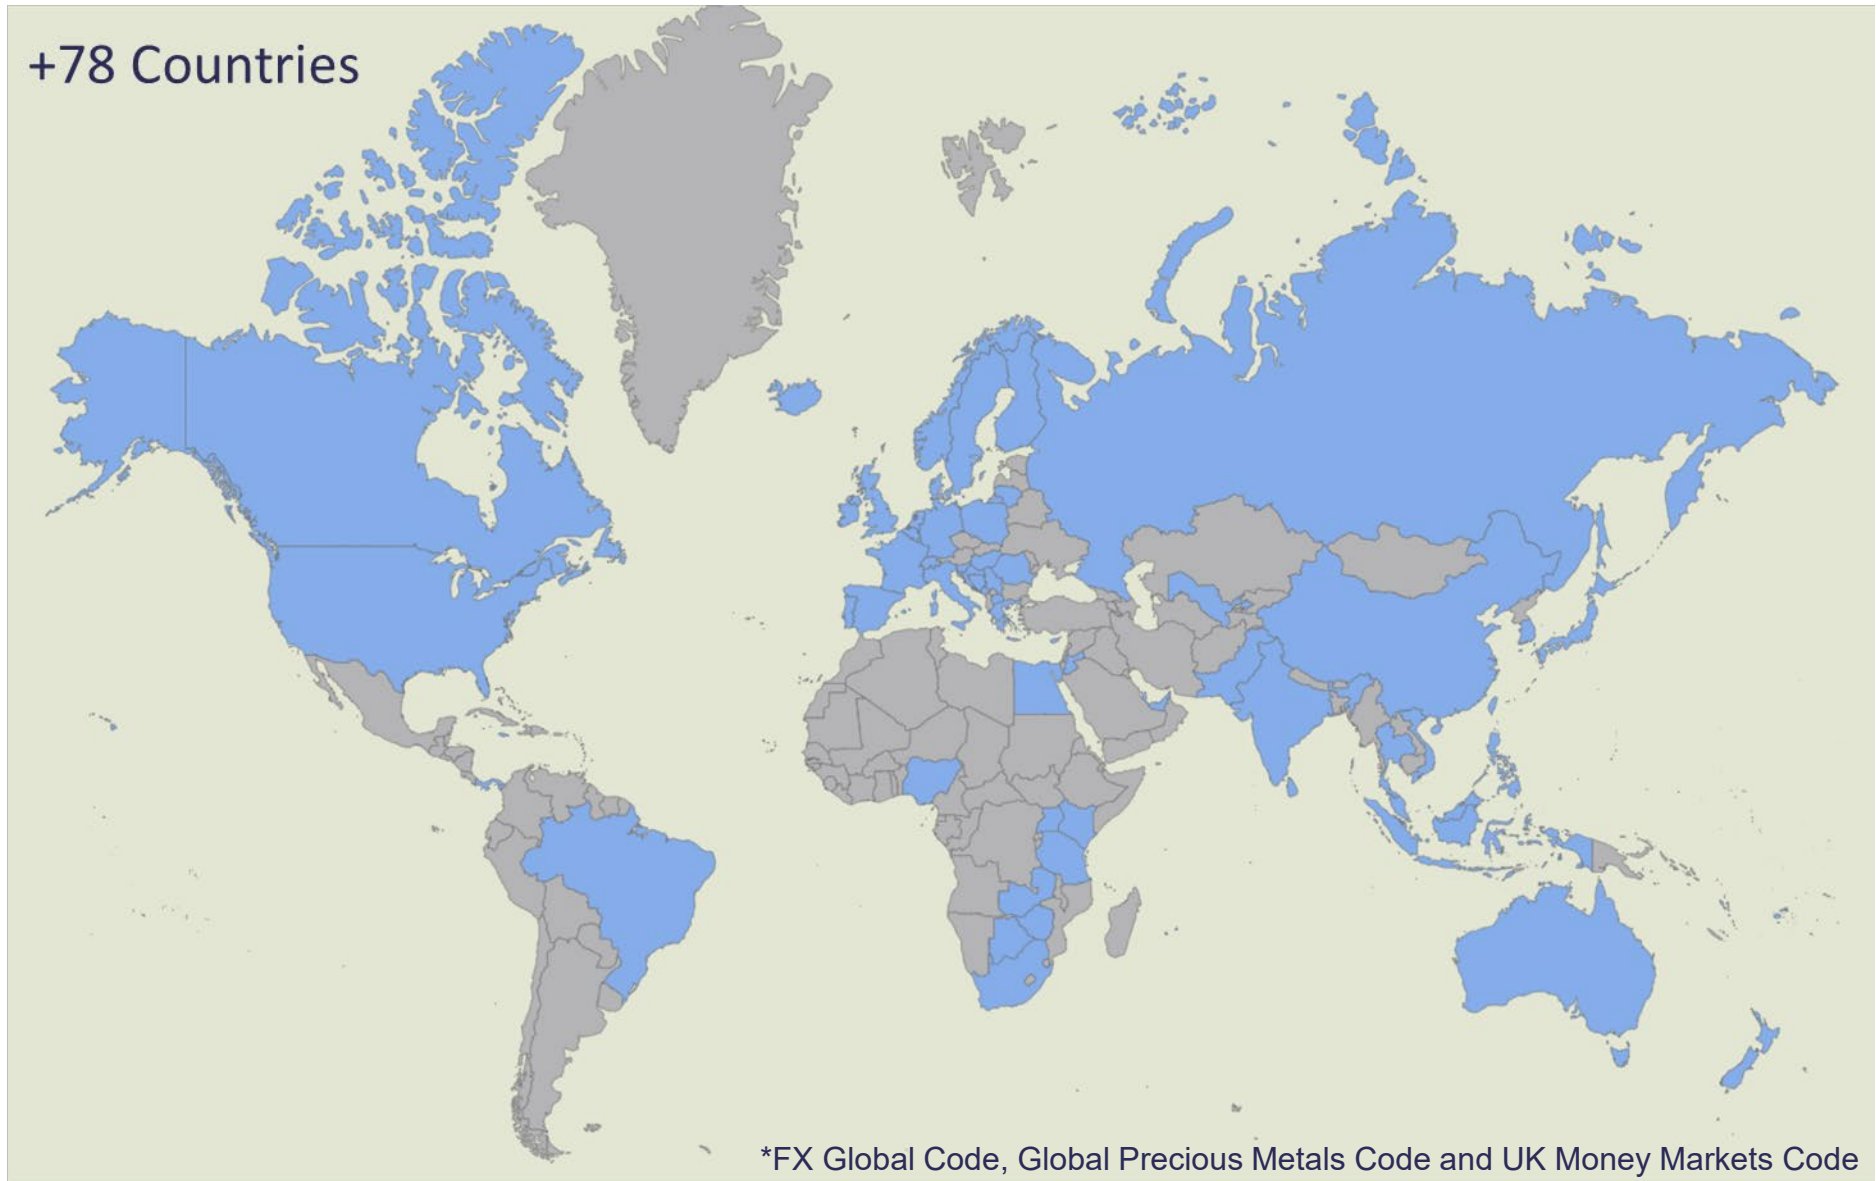 +78 Countries
*FX Global Code, Global Precious Metals Code and UK Money Markets Code